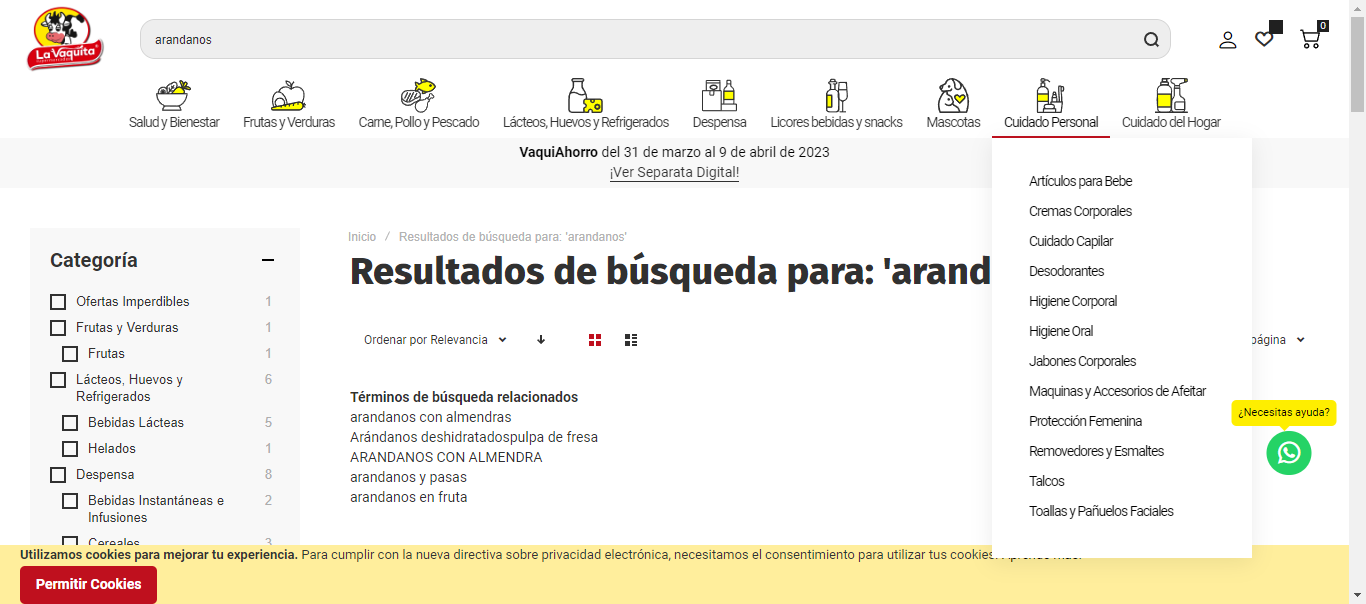 La Vaquita
arandanos
0
Salud y Bienestar
Frutas y Verduras
Carne, Pollo y Pescado
Lácteos, Huevos y Refrigerados
Despensa
Licores bebidas y snacks
Mascotas
Cuidado Personal
Cuidado del Hogar
VaquiAhorro del 31 de marzo al 9 de abril de 2023
¡Ver Separata Digital!
Artículos para Bebe
Cremas Corporales
Cuidado Capilar
Desodorantes
Higiene Corporal
Higiene Oral
Jabones Corporales
Maquinas y Accesorios de Afeitar
Protección Femenina
Removedores y Esmaltes
Talcos
Toallas y Pañuelos Faciales
Categoría
Ofertas Imperdibles 1
Frutas y Verduras 1
Frutas 1
Lácteos, Huevos y 6
Refrigerados
Bebidas Lácteas 5
Helados 1
Despensa 8
Bebidas Instantáneas e 2
Infusiones
Cereales 3
Inicio / Resultados de búsqueda para: 'arandanos'
Resultados de búsqueda para: 'arand
Ordenar por Relevancia
página
Términos de búsqueda relacionados
arandanos con almendras
Arándanos deshidratadospulpa de fresa
ARANDANOS CON ALMENDRA
arandanos y pasas
arandanos en fruta
¿Necesitas ayuda?
Utilizamos cookies para mejorar tu experiencia. Para cumplir con la nueva directiva sobre privacidad electrónica, necesitamos el consentimiento para utilizar tus cookies.
Permitir Cookies